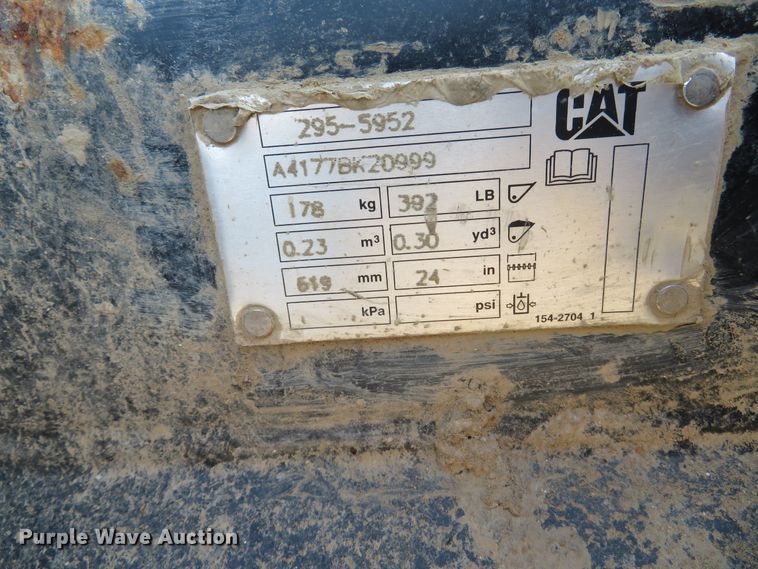 CAT
295-5952
A4177BK20999
178 kg 392 LB
0.23 m³ 0.30 yd³
619 mm 24 in
kPa psi
154-2704 1
Purple Wave Auction